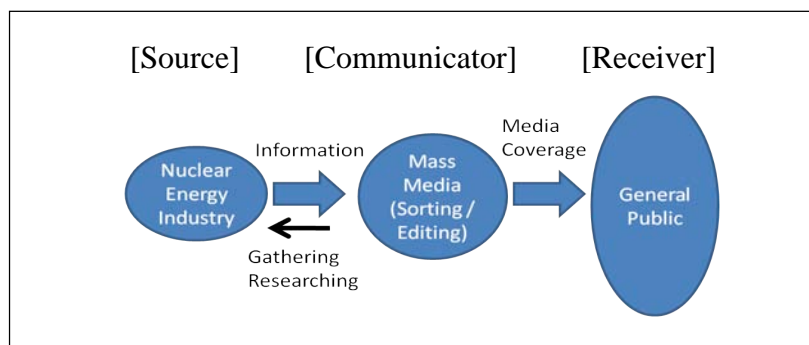 [Source] [Communicator] [Receiver]
Information
Media
Coverage
Nuclear
Energy
Industry
Mass
Media
(Sorting /
Editing)
General
Public
Gathering
Researching